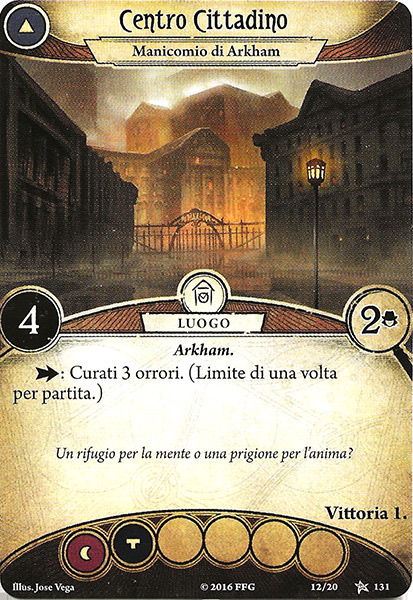 Centro Cittadino
Manicomio di Arkham
4
2
LUOGO
Arkham.
: Curati 3 orrori. (Limite di una volta
per partita.)
Un rifugio per la mente o una prigione per l'anima?
Vittoria 1.
Illus. Jose Vega
© 2016 FFG
12/20
131